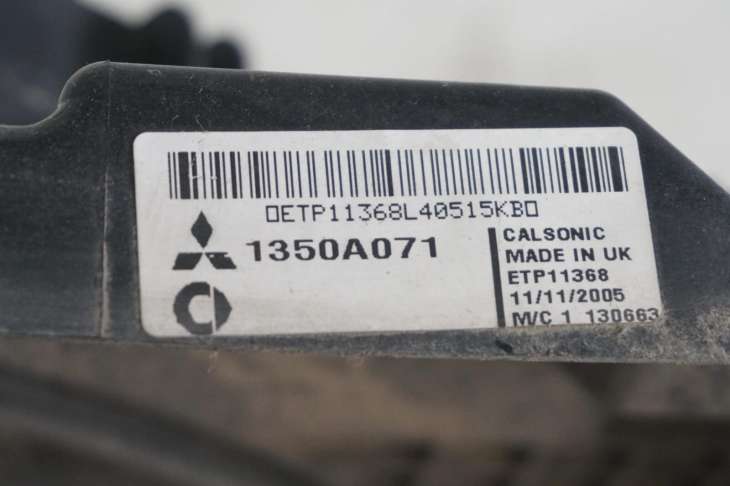 ▯ETP11368L40515KB▯
1350A071
CALSONIC
MADE IN UK
ETP11368
11/11/2005
M/C 1 130663